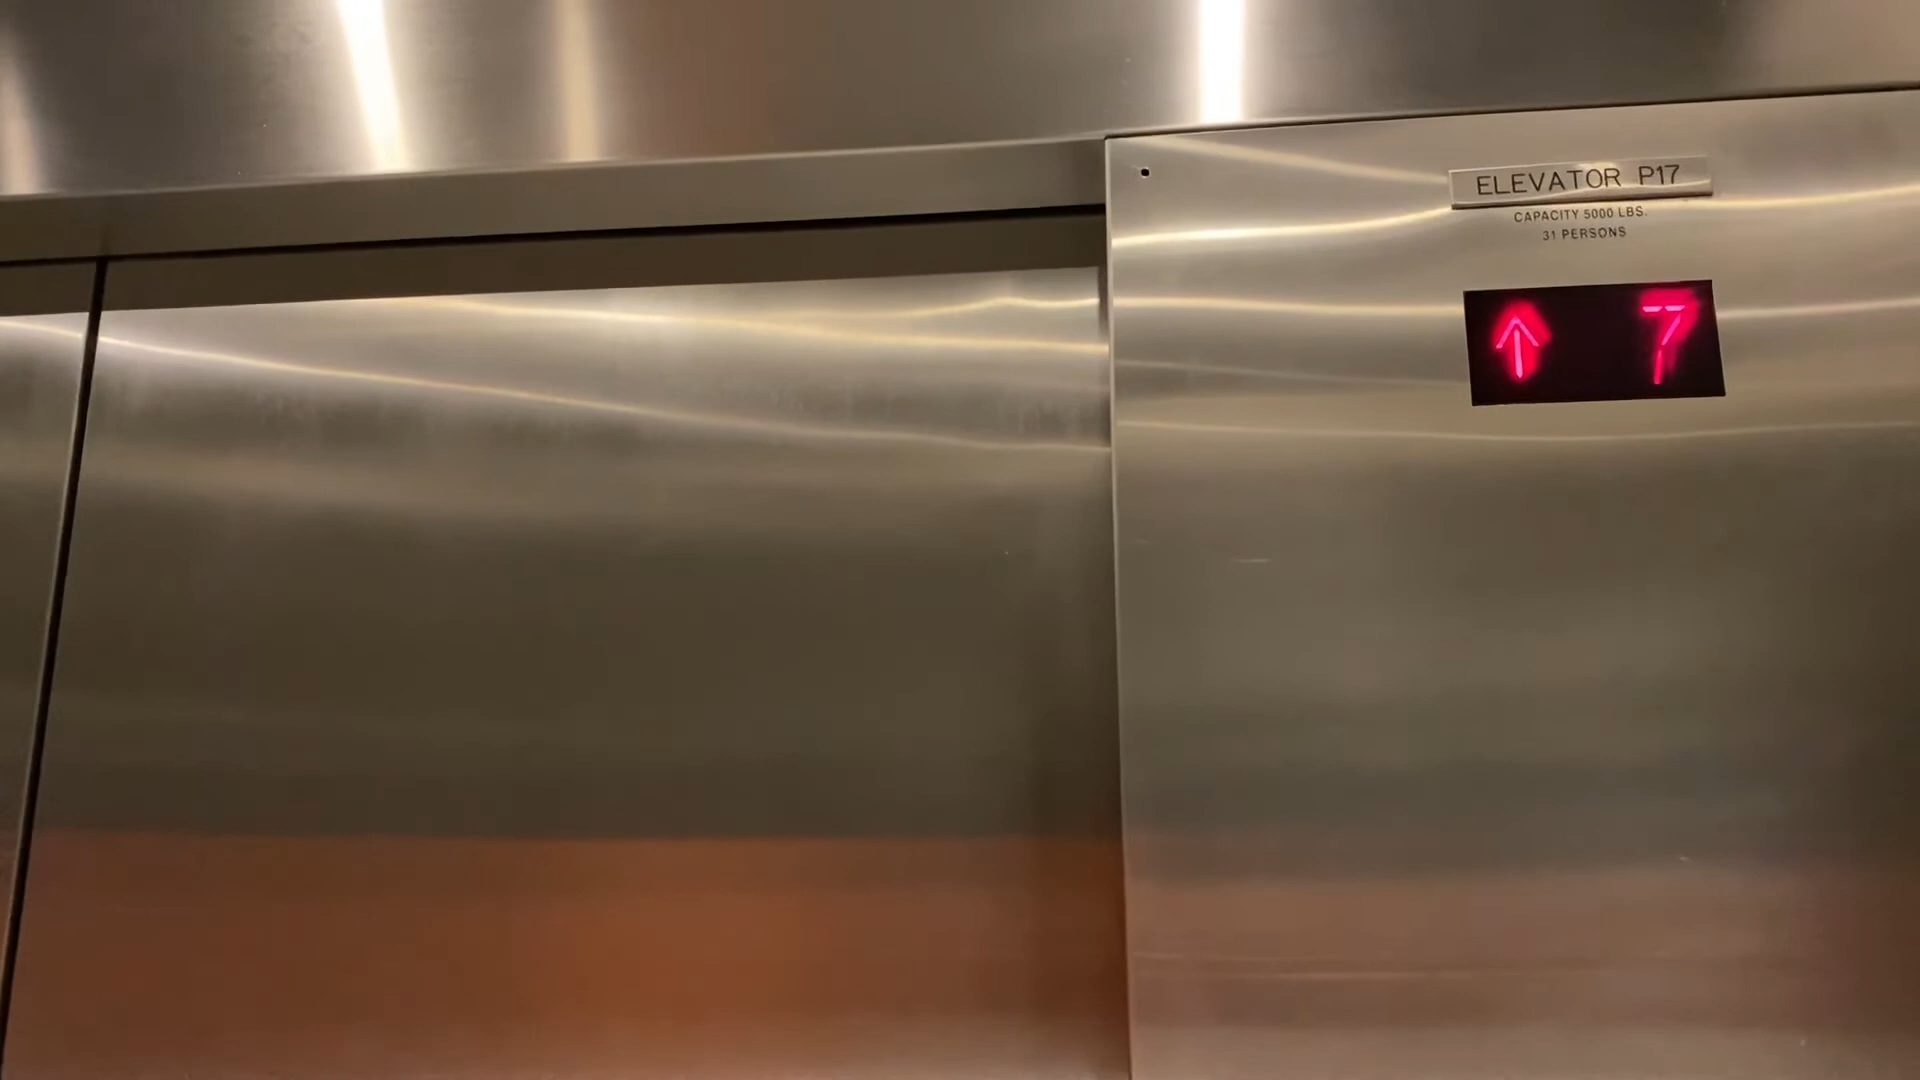 ELEVATOR P17
CAPACITY 5000 LBS.
31 PERSONS
↑ 7